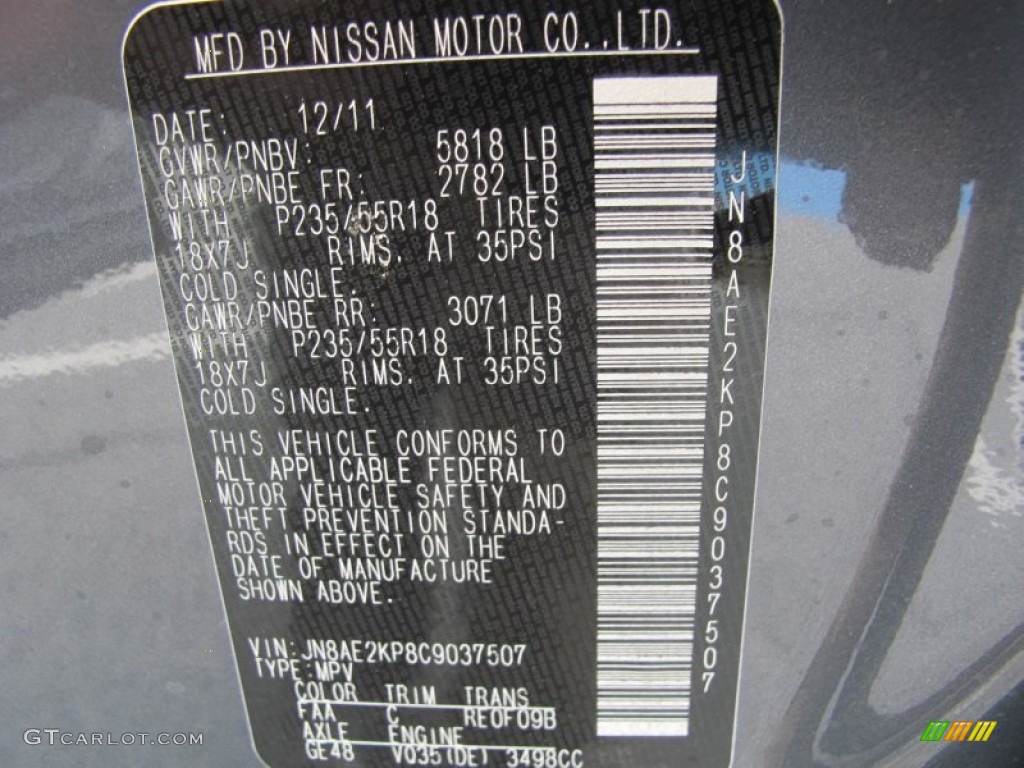 MFD BY NISSAN MOTOR CO.,LTD.
DATE: 12/11
GVWR/PNBV: 5818 LB
GAWR/PNBE FR: 2782 LB
WITH P235/55R18 TIRES
18X7J RIMS. AT 35PSI
COLD SINGLE.
GAWR/PNBE RR: 3071 LB
WITH P235/55R18 TIRES
18X7J RIMS. AT 35PSI
COLD SINGLE.
THIS VEHICLE CONFORMS TO
ALL APPLICABLE FEDERAL
MOTOR VEHICLE SAFETY AND
THEFT PREVENTION STANDA-
RDS IN EFFECT ON THE
DATE OF MANUFACTURE
SHOWN ABOVE.
VIN:JN8AE2KP8C9037507
TYPE:MPV
COLOR TRIM TRANS
FAA C RE0F09B
AXLE ENGINE
GE48 VQ35(DE) 3498CC
JN8AE2KP8C9037507
GTCARLOT.COM